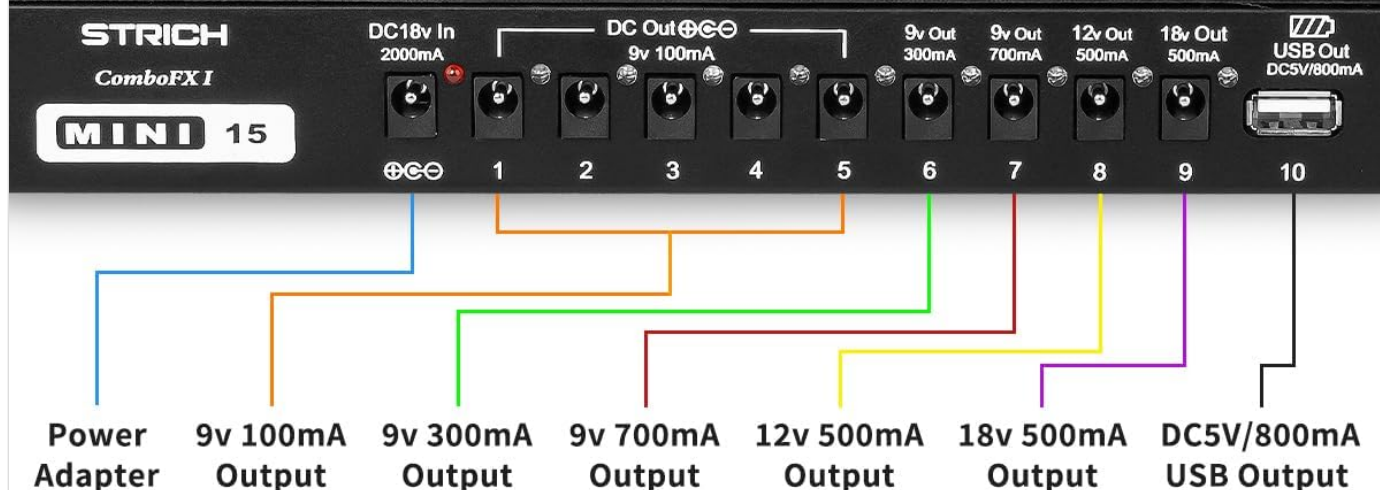 STRICH
ComboFX I
MINI 15
DC18v In
2000mA
DC Out ⊕C⊖
9v 100mA
9v Out
300mA
9v Out
700mA
12v Out
500mA
18v Out
500mA
USB Out
DC5V/800mA
⊕C⊖ 1 2 3 4 5 6 7 8 9 10
Power
Adapter
9v 100mA
Output
9v 300mA
Output
9v 700mA
Output
12v 500mA
Output
18v 500mA
Output
DC5V/800mA
USB Output